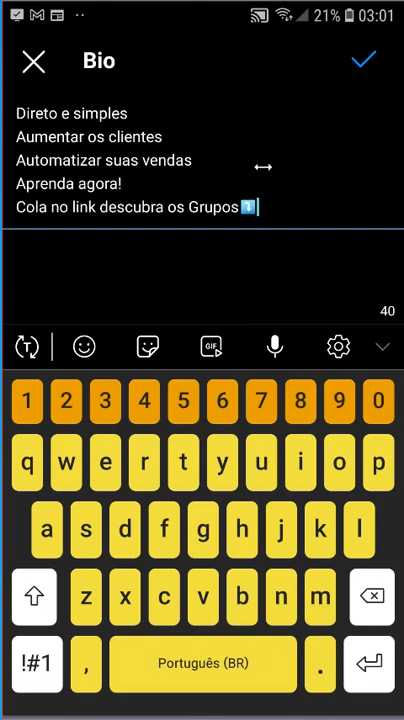 21% 03:01
Bio
Direto e simples
Aumentar os clientes
Automatizar suas vendas
Aprenda agora!
Cola no link descubra os Grupos⤵️
40
T GIF
1 2 3 4 5 6 7 8 9 0
q w e r t y u i o p
a s d f g h j k l
z x c v b n m
!#1 , Português (BR) .